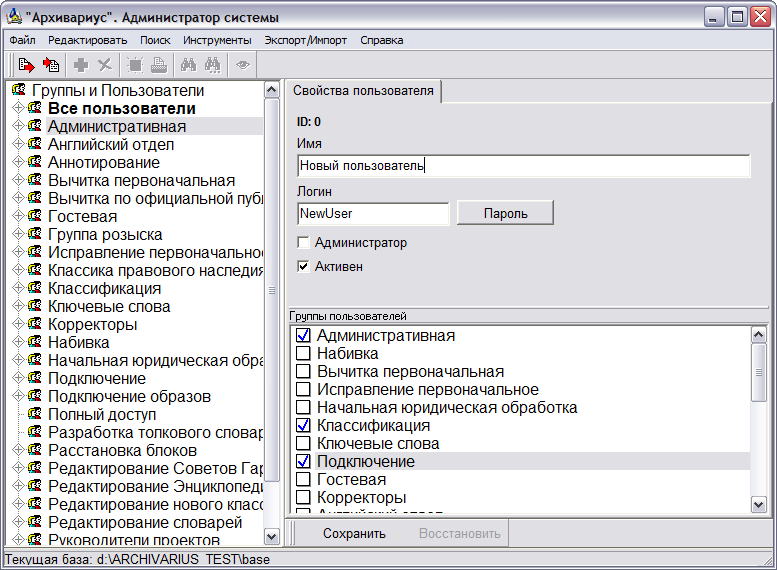 "Архивариус". Администратор системы
Файл Редактировать Поиск Инструменты Экспорт/Импорт Справка
Группы и Пользователи
Все пользователи
Административная
Английский отдел
Аннотирование
Вычитка первоначальная
Вычитка по официальной публ
Гостевая
Группа розыска
Исправление первоначальное
Классика правового наследия
Классификация
Ключевые слова
Корректоры
Набивка
Начальная юридическая обра
Подключение
Подключение образов
Полный доступ
Разработка толкового словар
Расстановка блоков
Редактирование Советов Гар
Редактирование Энциклопеди
Редактирование нового класс
Редактирование словарей
Руководители проектов
Свойства пользователя
ID: 0
Имя
Новый пользователь
Логин
NewUser Пароль
Администратор
Активен
Группы пользователей
Административная
Набивка
Вычитка первоначальная
Исправление первоначальное
Начальная юридическая обработка
Классификация
Ключевые слова
Подключение
Гостевая
Корректоры
Английский отдел
Сохранить Восстановить
Текущая база: d:\ARCHIVARIUS_TEST\base